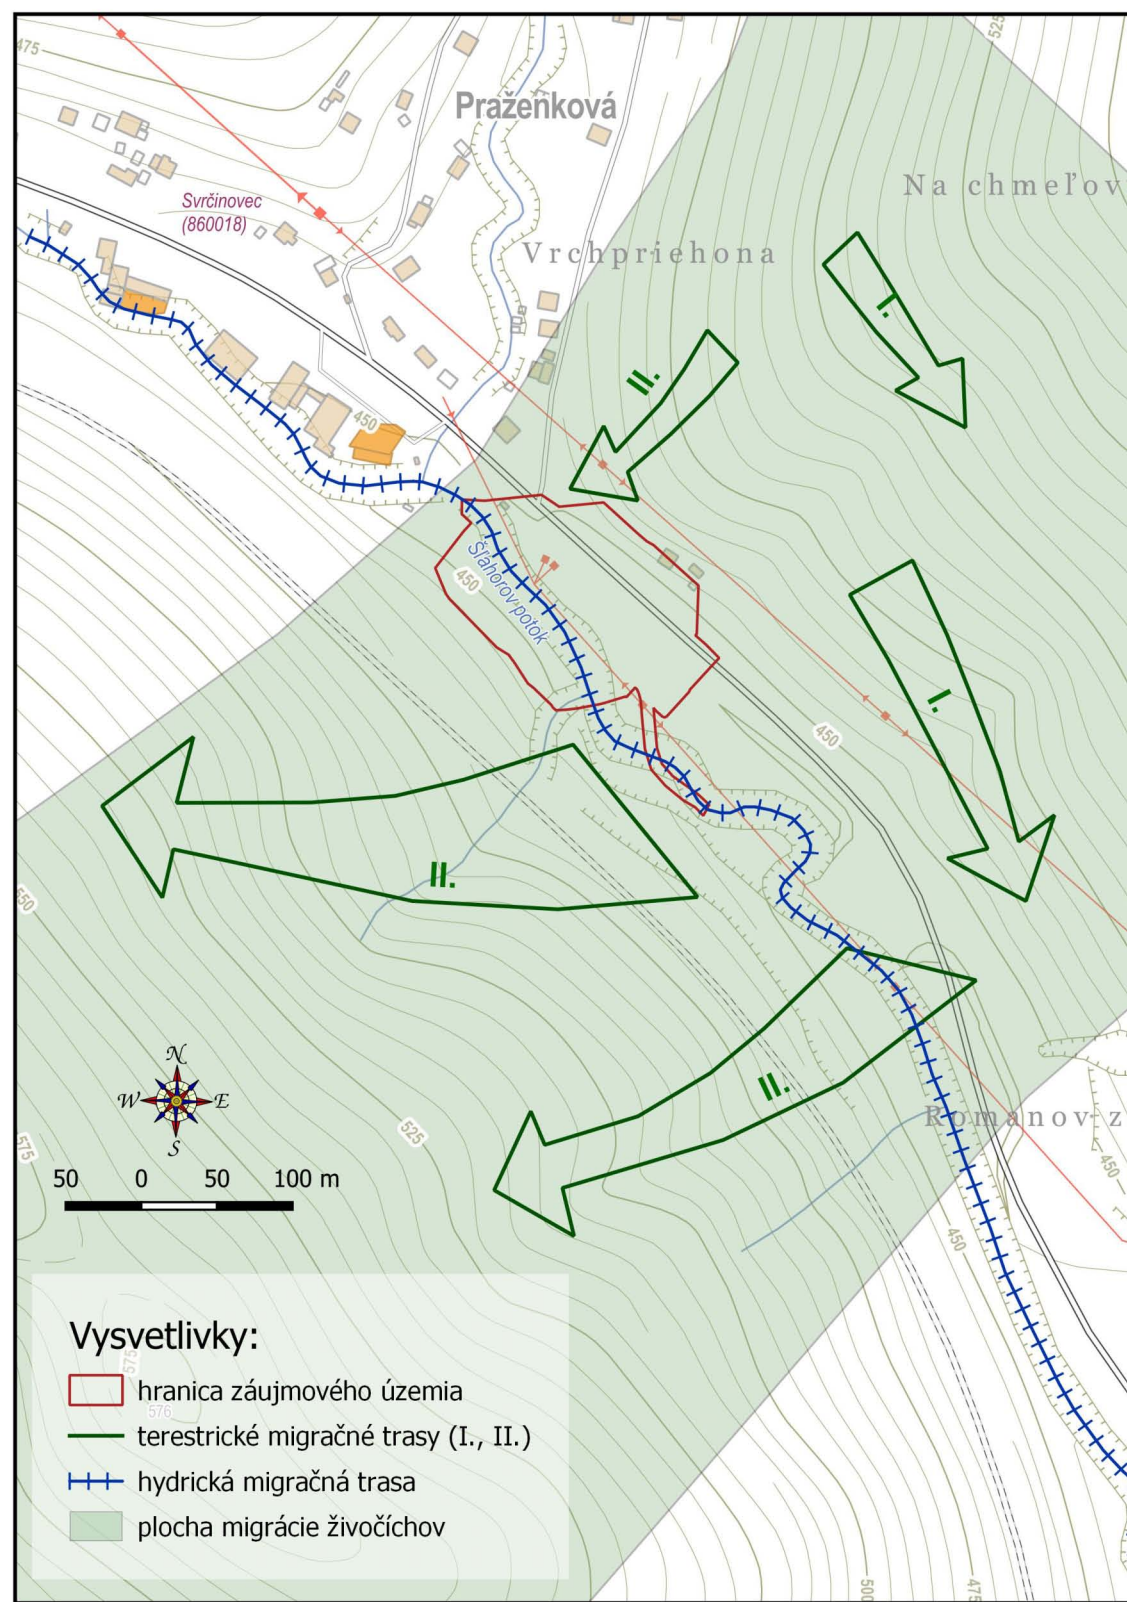 475
525
Praženková
Na chmeľov
Svrčinovec
(860018)
Vrchpriehona
I.
II.
450
Šľahorov potok
450
I.
450
II.
550
II.
N
W E
S
525
575
Romanov z
450
50 0 50 100 m
450
Vysvetlivky:
575
hranica záujmového územia
576
terestrické migračné trasy (I., II.)
hydrická migračná trasa
plocha migrácie živočíchov
500
475